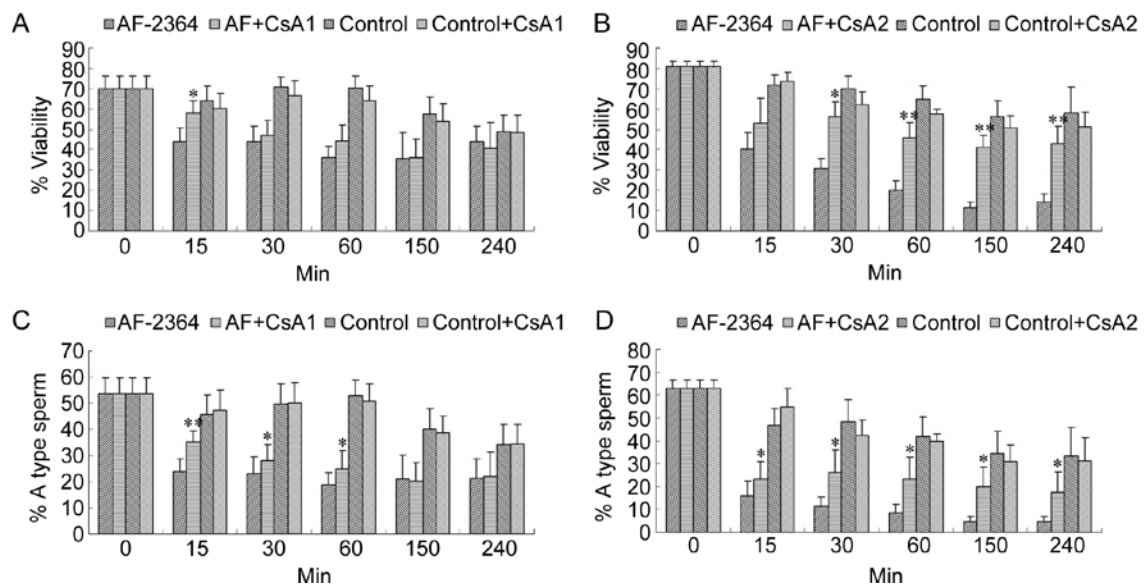 A
AF-2364 AF+CsA1 Control Control+CsA1
% Viability
90
80
70
60
50
40
30
20
10
0
*
0 15 30 60 150 240
Min
B
AF-2364 AF+CsA2 Control Control+CsA2
% Viability
90
80
70
60
50
40
30
20
10
0
* ** ** **
0 15 30 60 150 240
Min
C
AF-2364 AF+CsA1 Control Control+CsA1
% A type sperm
70
60
50
40
30
20
10
0
** * *
0 15 30 60 150 240
Min
D
AF-2364 AF+CsA2 Control Control+CsA2
% A type sperm
80
70
60
50
40
30
20
10
0
* * * * *
0 15 30 60 150 240
Min